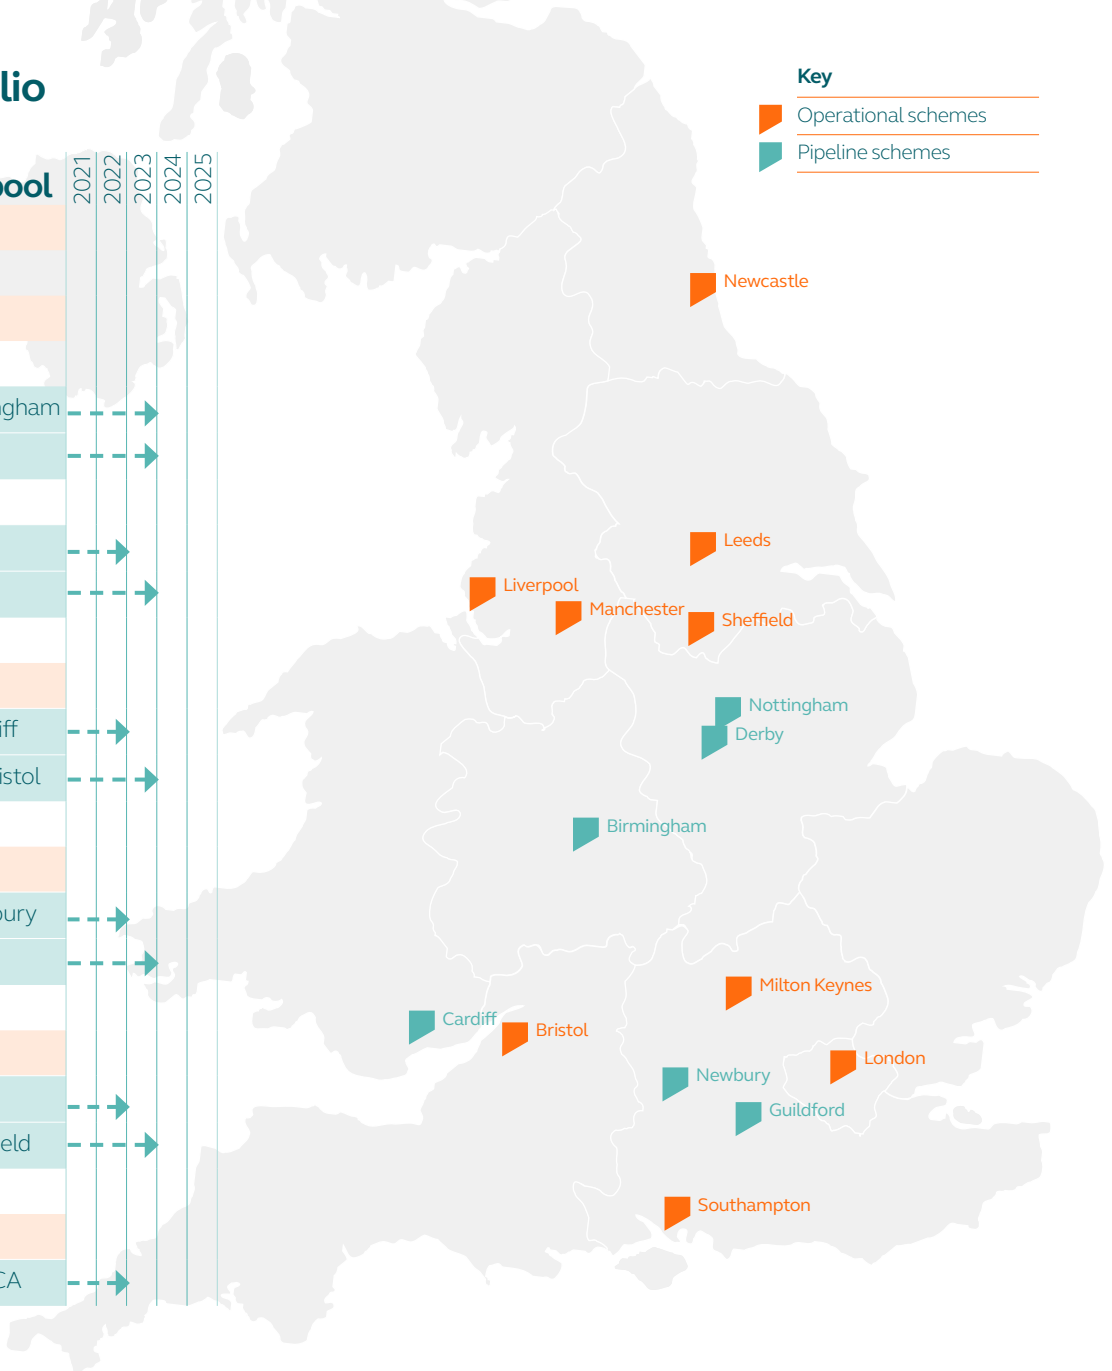 lio
Key
Operational schemes
Pipeline schemes
pool
2021
2022
2023
2024
2025
Newcastle
gham
Leeds
Liverpool
Manchester
Sheffield
Nottingham
Derby
iff
istol
Birmingham
bury
Milton Keynes
Cardiff
Bristol
London
Newbury
Guildford
eld
Southampton
CA